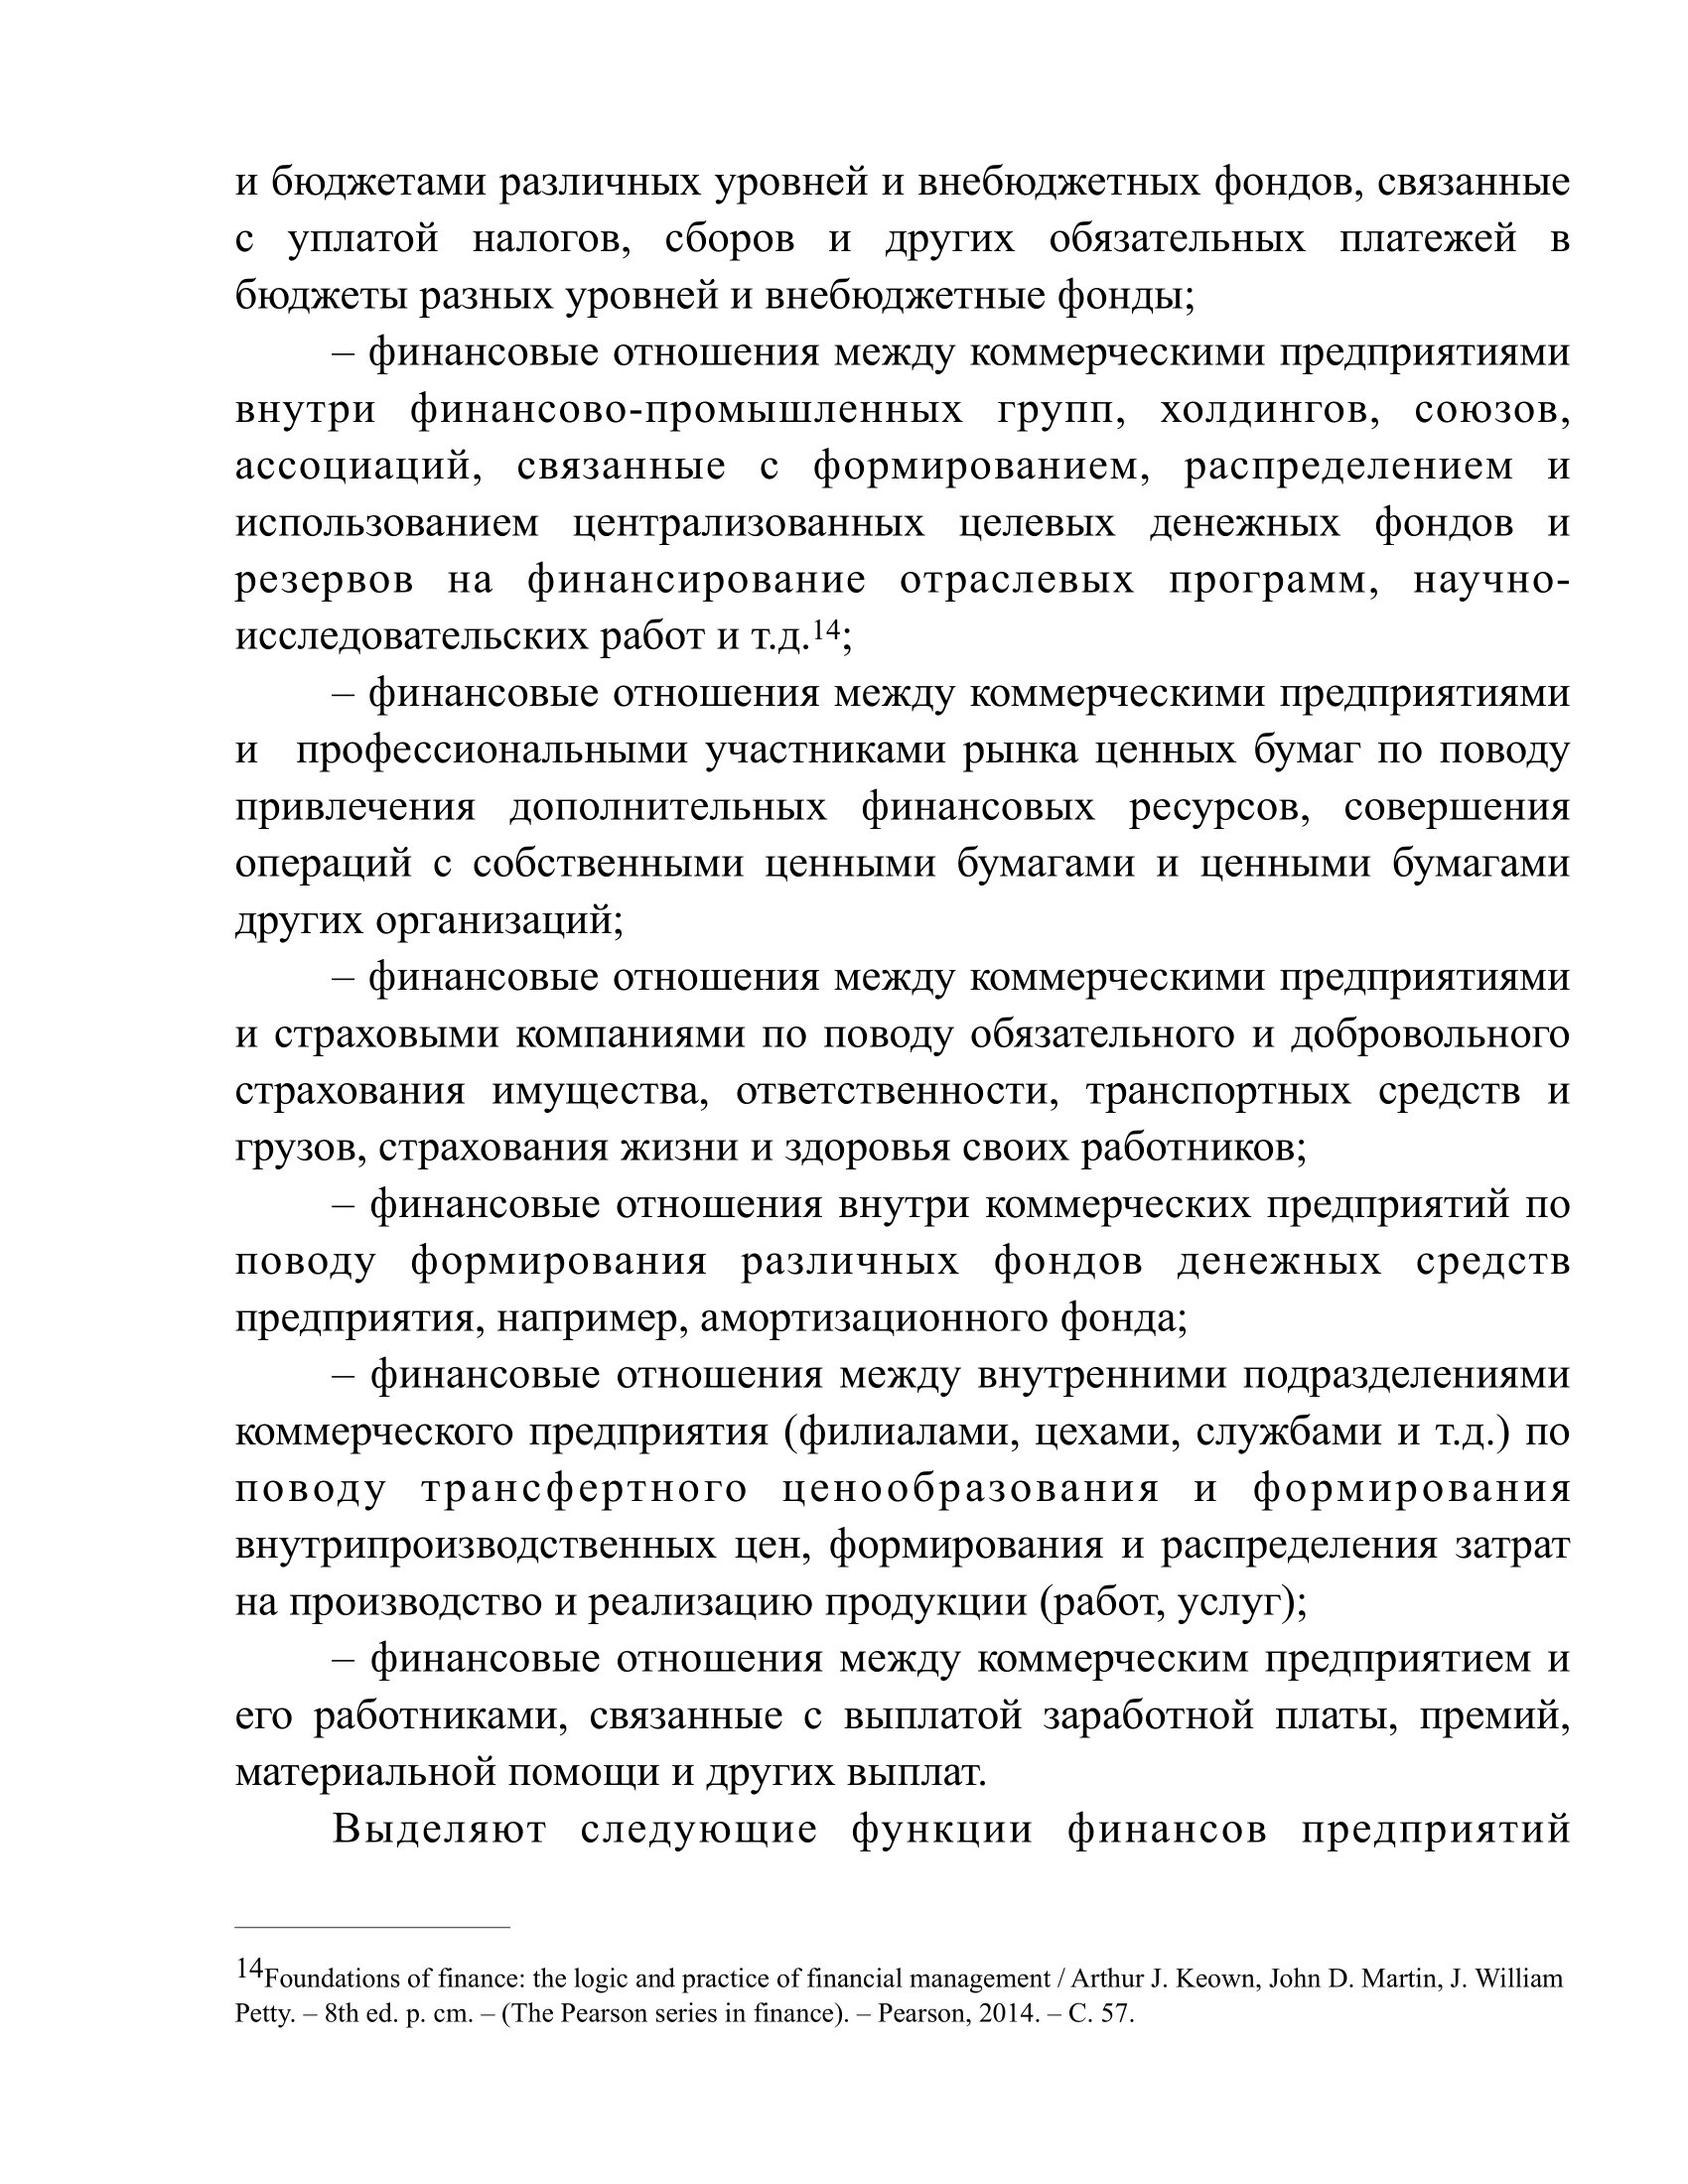 и бюджетами различных уровней и внебюджетных фондов, связанные
с уплатой налогов, сборов и других обязательных платежей в
бюджеты разных уровней и внебюджетные фонды;
– финансовые отношения между коммерческими предприятиями
внутри финансово-промышленных групп, холдингов, союзов,
ассоциаций, связанные с формированием, распределением и
использованием централизованных целевых денежных фондов и
резервов на финансирование отраслевых программ, научно-
исследовательских работ и т.д.14;
– финансовые отношения между коммерческими предприятиями
и профессиональными участниками рынка ценных бумаг по поводу
привлечения дополнительных финансовых ресурсов, совершения
операций с собственными ценными бумагами и ценными бумагами
других организаций;
– финансовые отношения между коммерческими предприятиями
и страховыми компаниями по поводу обязательного и добровольного
страхования имущества, ответственности, транспортных средств и
грузов, страхования жизни и здоровья своих работников;
– финансовые отношения внутри коммерческих предприятий по
поводу формирования различных фондов денежных средств
предприятия, например, амортизационного фонда;
– финансовые отношения между внутренними подразделениями
коммерческого предприятия (филиалами, цехами, службами и т.д.) по
поводу трансфертного ценообразования и формирования
внутрипроизводственных цен, формирования и распределения затрат
на производство и реализацию продукции (работ, услуг);
– финансовые отношения между коммерческим предприятием и
его работниками, связанные с выплатой заработной платы, премий,
материальной помощи и других выплат.
Выделяют следующие функции финансов предприятий
14Foundations of finance: the logic and practice of financial management / Arthur J. Keown, John D. Martin, J. William
Petty. – 8th ed. p. cm. – (The Pearson series in finance). – Pearson, 2014. – С. 57.